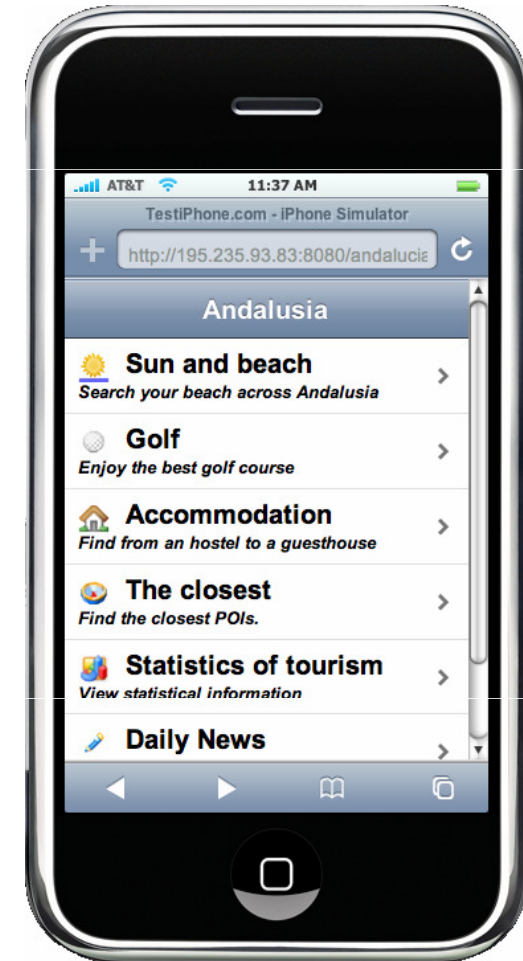 AT&T 11:37 AM
TestiPhone.com - iPhone Simulator
http://195.235.93.83:8080/andalucia
Andalusia
Sun and beach
Search your beach across Andalusia
Golf
Enjoy the best golf course
Accommodation
Find from an hostel to a guesthouse
The closest
Find the closest POIs.
Statistics of tourism
View statistical information
Daily News